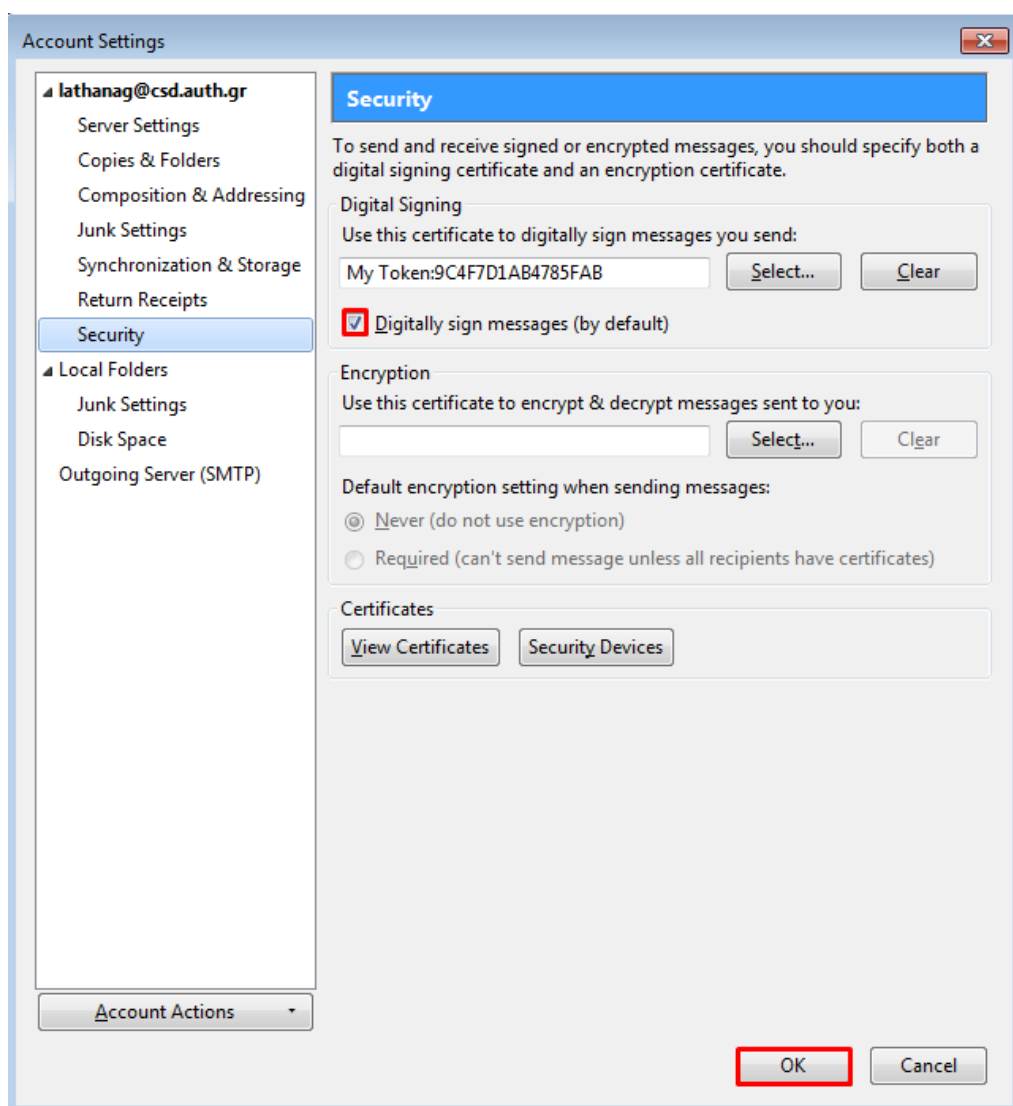 Account Settings
lathanag@csd.auth.gr
Server Settings
Copies & Folders
Composition & Addressing
Junk Settings
Synchronization & Storage
Return Receipts
Security
Local Folders
Junk Settings
Disk Space
Outgoing Server (SMTP)
Account Actions
Security
To send and receive signed or encrypted messages, you should specify both a
digital signing certificate and an encryption certificate.
Digital Signing
Use this certificate to digitally sign messages you send:
My Token:9C4F7D1AB4785FAB
Select...
Clear
Digitally sign messages (by default)
Encryption
Use this certificate to encrypt & decrypt messages sent to you:
Select...
Clear
Default encryption setting when sending messages:
Never (do not use encryption)
Required (can't send message unless all recipients have certificates)
Certificates
View Certificates
Security Devices
OK
Cancel